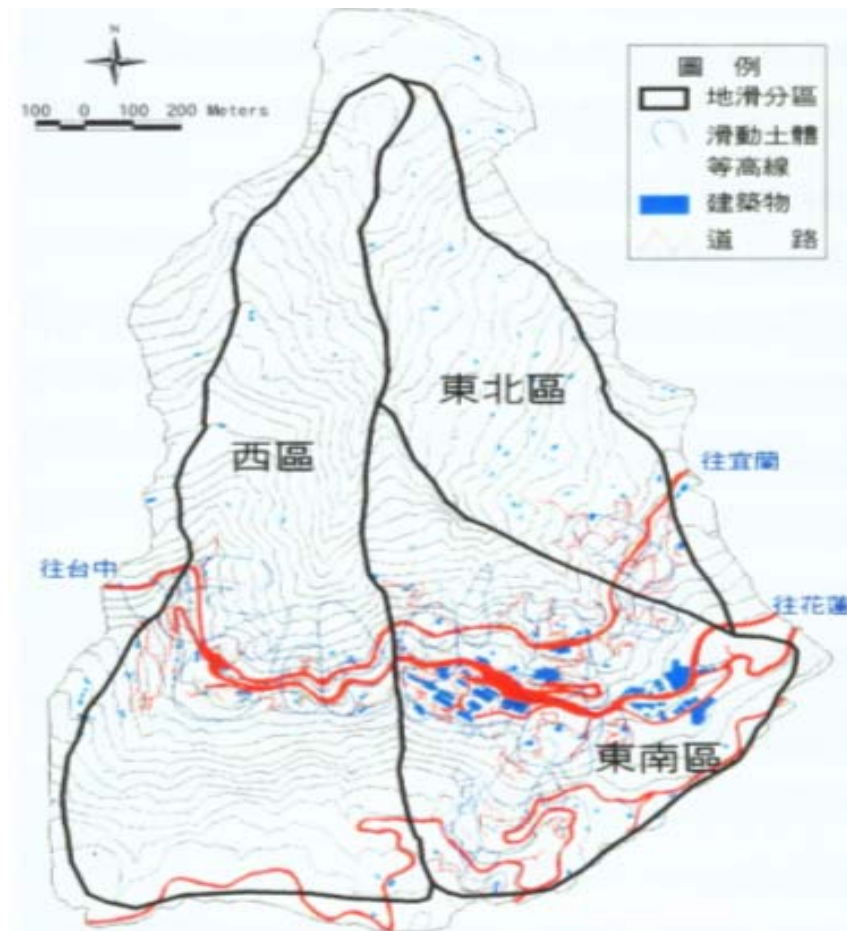 N
100 0 100 200 Meters
圖 例
地滑分區
滑動土體
等高線
建築物
道 路
東北區
西區
往宜蘭
往台中
往花蓮
東南區